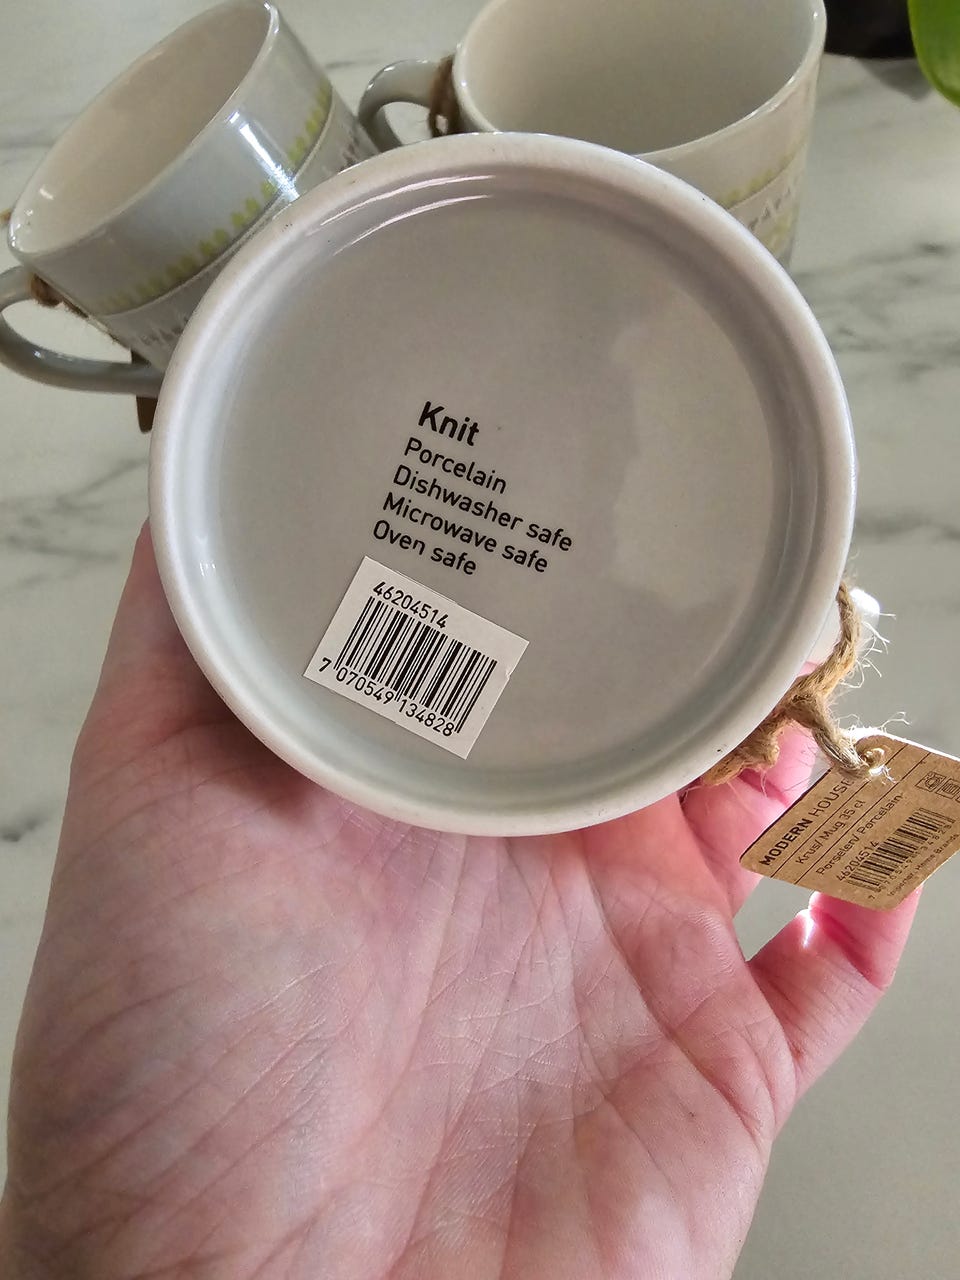 Knit
Porcelain
Dishwasher safe
Microwave safe
Oven safe
46204514
7 070549 134828
MODERN HOUSE
Krus/ Mug 35 cl
Porselen/ Porcelain
46204514